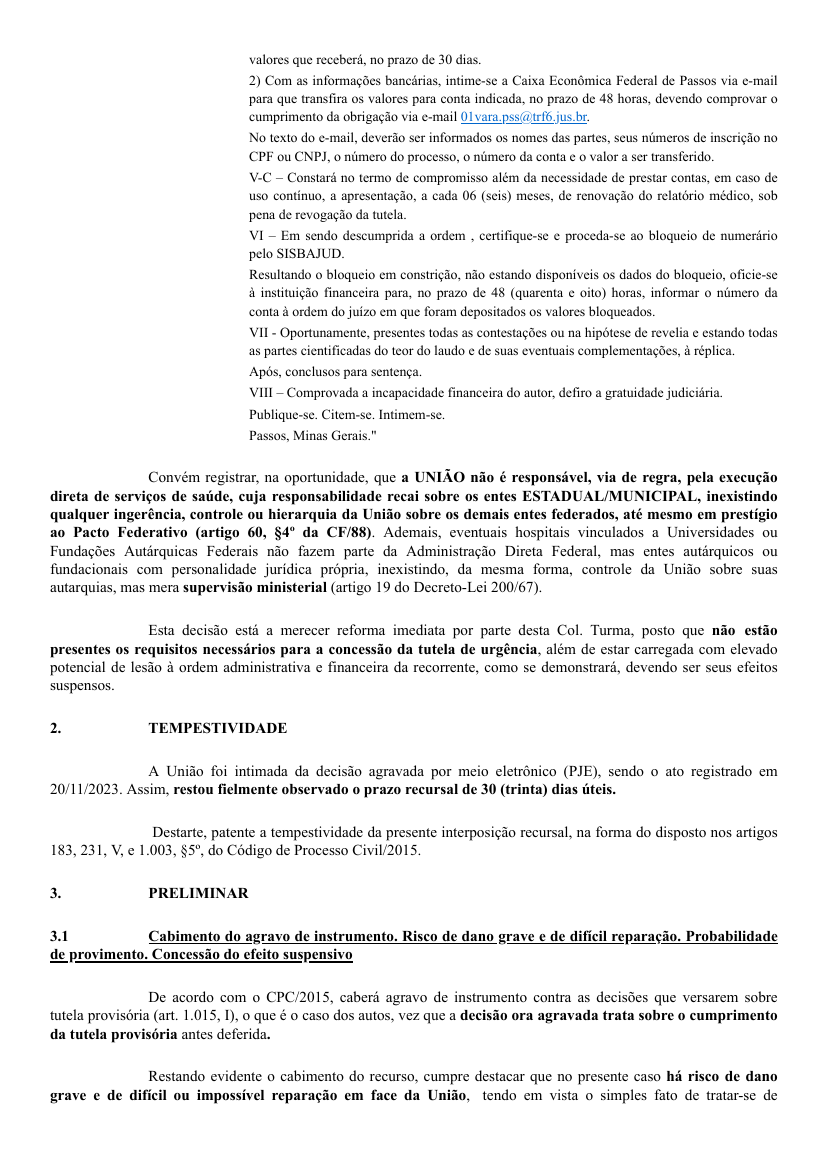 valores que receberá, no prazo de 30 dias.
2) Com as informações bancárias, intime-se a Caixa Econômica Federal de Passos via e-mail
para que transfira os valores para conta indicada, no prazo de 48 horas, devendo comprovar o
cumprimento da obrigação via e-mail 01vara.pss@trf6.jus.br.
No texto do e-mail, deverão ser informados os nomes das partes, seus números de inscrição no
CPF ou CNPJ, o número do processo, o número da conta e o valor a ser transferido.
V-C – Constará no termo de compromisso além da necessidade de prestar contas, em caso de
uso contínuo, a apresentação, a cada 06 (seis) meses, de renovação do relatório médico, sob
pena de revogação da tutela.
VI – Em sendo descumprida a ordem , certifique-se e proceda-se ao bloqueio de numerário
pelo SISBAJUD.
Resultando o bloqueio em constrição, não estando disponíveis os dados do bloqueio, oficie-se
à instituição financeira para, no prazo de 48 (quarenta e oito) horas, informar o número da
conta à ordem do juízo em que foram depositados os valores bloqueados.
VII - Oportunamente, presentes todas as contestações ou na hipótese de revelia e estando todas
as partes cientificadas do teor do laudo e de suas eventuais complementações, à réplica.
Após, conclusos para sentença.
VIII – Comprovada a incapacidade financeira do autor, defiro a gratuidade judiciária.
Publique-se. Citem-se. Intimem-se.
Passos, Minas Gerais."
Convém registrar, na oportunidade, que a UNIÃO não é responsável, via de regra, pela execução
direta de serviços de saúde, cuja responsabilidade recai sobre os entes ESTADUAL/MUNICIPAL, inexistindo
qualquer ingerência, controle ou hierarquia da União sobre os demais entes federados, até mesmo em prestígio
ao Pacto Federativo (artigo 60, §4º da CF/88). Ademais, eventuais hospitais vinculados a Universidades ou
Fundações Autárquicas Federais não fazem parte da Administração Direta Federal, mas entes autárquicos ou
fundacionais com personalidade jurídica própria, inexistindo, da mesma forma, controle da União sobre suas
autarquias, mas mera supervisão ministerial (artigo 19 do Decreto-Lei 200/67).
Esta decisão está a merecer reforma imediata por parte desta Col. Turma, posto que não estão
presentes os requisitos necessários para a concessão da tutela de urgência, além de estar carregada com elevado
potencial de lesão à ordem administrativa e financeira da recorrente, como se demonstrará, devendo ser seus efeitos
suspensos.
2. TEMPESTIVIDADE
A União foi intimada da decisão agravada por meio eletrônico (PJE), sendo o ato registrado em
20/11/2023. Assim, restou fielmente observado o prazo recursal de 30 (trinta) dias úteis.
Destarte, patente a tempestividade da presente interposição recursal, na forma do disposto nos artigos
183, 231, V, e 1.003, §5º, do Código de Processo Civil/2015.
3. PRELIMINAR
3.1 Cabimento do agravo de instrumento. Risco de dano grave e de difícil reparação. Probabilidade
de provimento. Concessão do efeito suspensivo
De acordo com o CPC/2015, caberá agravo de instrumento contra as decisões que versarem sobre
tutela provisória (art. 1.015, I), o que é o caso dos autos, vez que a decisão ora agravada trata sobre o cumprimento
da tutela provisória antes deferida.
Restando evidente o cabimento do recurso, cumpre destacar que no presente caso há risco de dano
grave e de difícil ou impossível reparação em face da União, tendo em vista o simples fato de tratar-se de